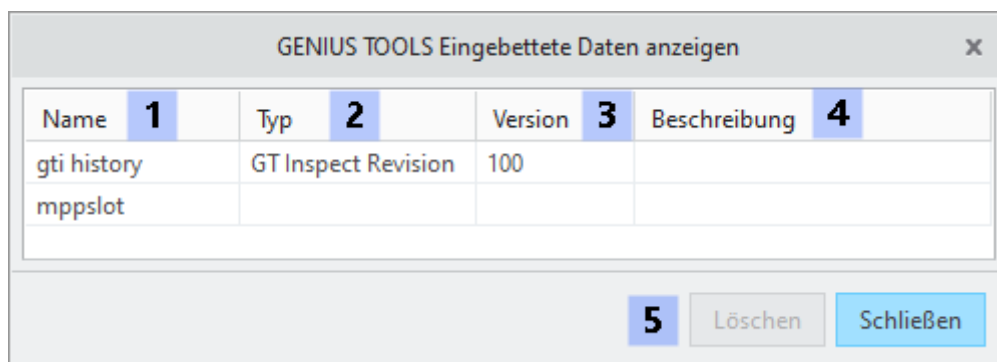 GENIUS TOOLS Eingebettete Daten anzeigen x
Name 1 Typ 2 Version 3 Beschreibung 4
gti history GT Inspect Revision 100
mppslot
5 Löschen Schließen